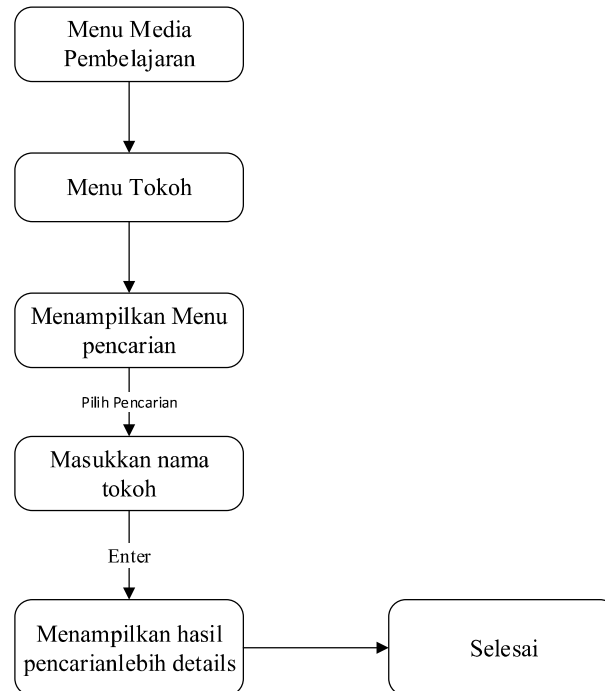 Menu Media
Pembelajaran
Menu Tokoh
Menampilkan Menu
pencarian
Pilih Pencarian
Masukkan nama
tokoh
Enter
Menampilkan hasil
pencarianlebih details
Selesai